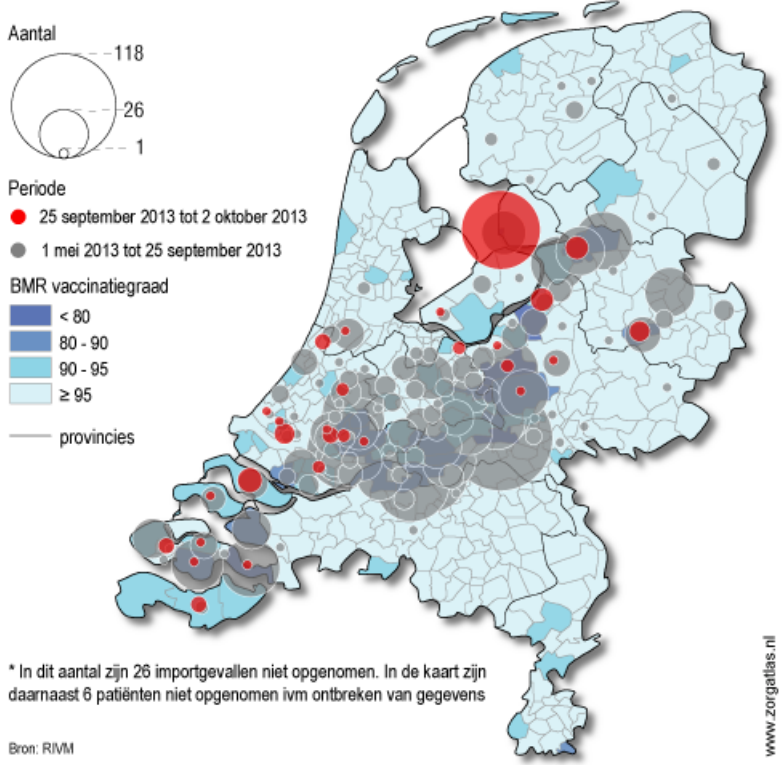 Aantal
118
26
1
Periode
25 september 2013 tot 2 oktober 2013
1 mei 2013 tot 25 september 2013
BMR vaccinatiegraad
< 80
80 - 90
90 - 95
≥ 95
provincies
* In dit aantal zijn 26 importgevallen niet opgenomen. In de kaart zijn
daarnaast 6 patiënten niet opgenomen ivm ontbreken van gegevens
Bron: RIVM
www.zorgatlas.nl